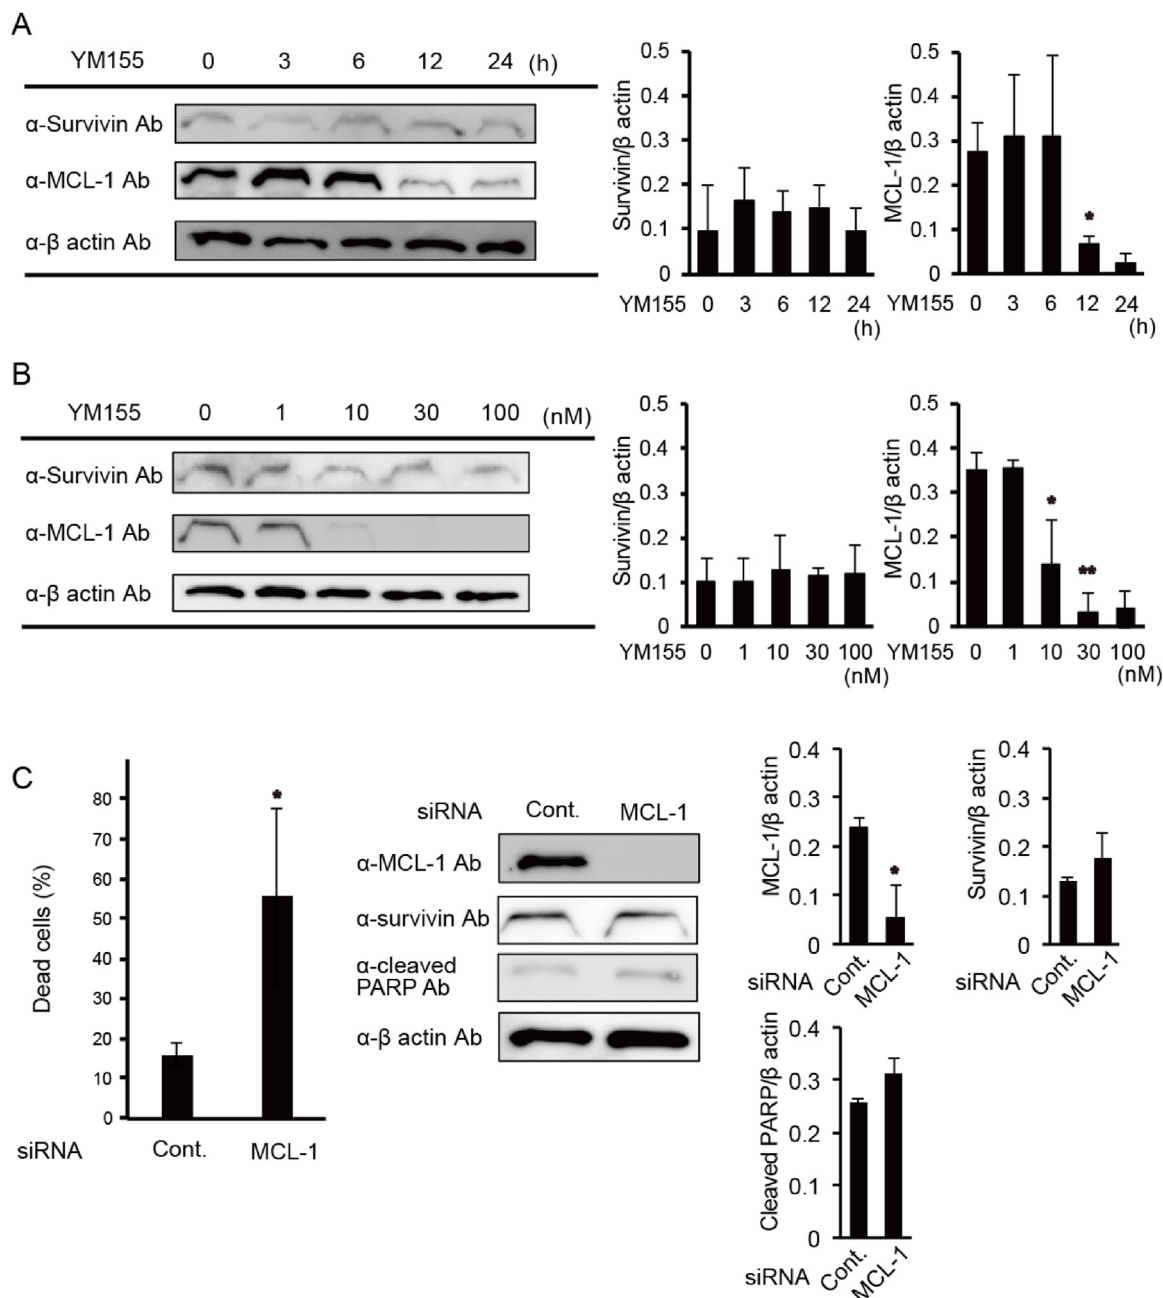 A
YM155 0 3 6 12 24 (h)
α-Survivin Ab
α-MCL-1 Ab
α-β actin Ab
Survivin/β actin
0.5
0.4
0.3
0.2
0.1
0
YM155 0 3 6 12 24
(h)
MCL-1/β actin
0.5
0.4
0.3
0.2
0.1
0
*
YM155 0 3 6 12 24
(h)
B
YM155 0 1 10 30 100 (nM)
α-Survivin Ab
α-MCL-1 Ab
α-β actin Ab
Survivin/β actin
0.5
0.4
0.3
0.2
0.1
0
YM155 0 1 10 30 100
(nM)
MCL-1/β actin
0.5
0.4
0.3
0.2
0.1
0
*
**
YM155 0 1 10 30 100
(nM)
C
Dead cells (%)
80
70
60
50
40
30
20
10
0
*
siRNA Cont. MCL-1
siRNA Cont. MCL-1
α-MCL-1 Ab
α-survivin Ab
α-cleaved
PARP Ab
α-β actin Ab
MCL-1/β actin
0.4
0.3
0.2
0.1
0
*
siRNA Cont. MCL-1
Survivin/β actin
0.4
0.3
0.2
0.1
0
siRNA Cont. MCL-1
Cleaved PARP/β actin
0.4
0.3
0.2
0.1
0
siRNA Cont. MCL-1